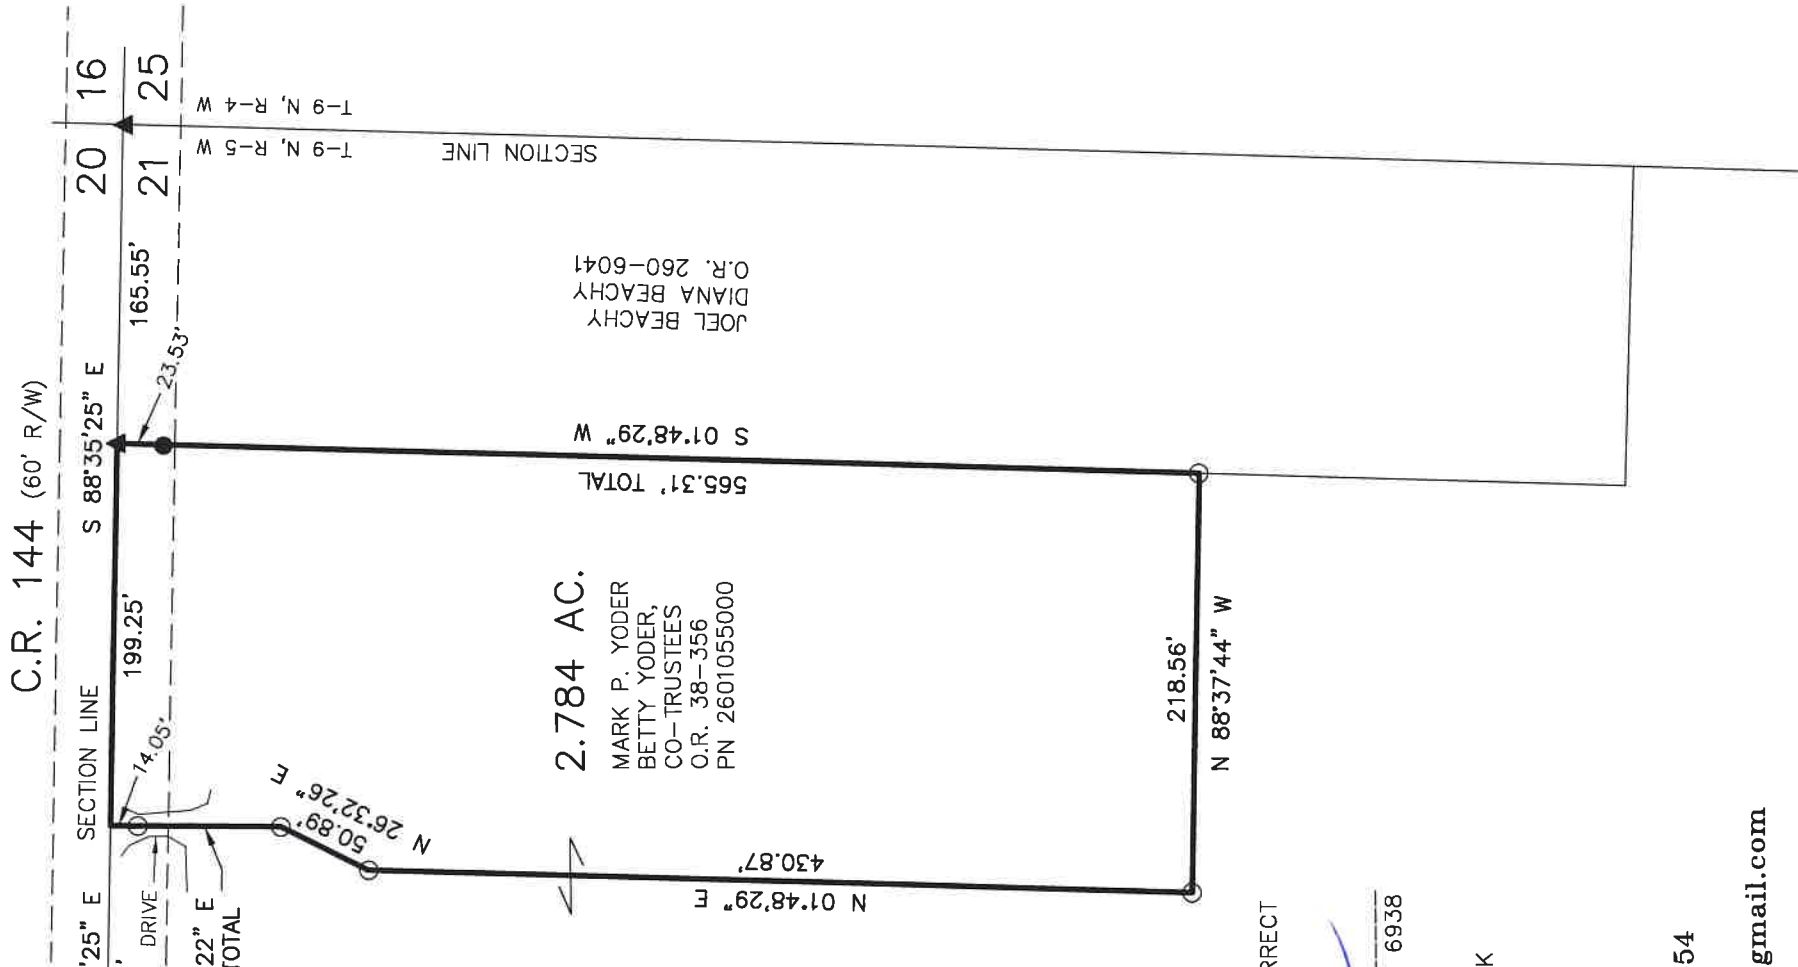 C.R. 144 (60' R/W)
'25" E
SECTION LINE
S 88°35'25" E
20
16
21
25
14.05'
199.25'
23.53'
165.55'
DRIVE
22" E
TOTAL
T-9 N, R-5 W
T-9 N, R-4 W
SECTION LINE
N 26°32'26" E
50.89'
JOEL BEACHY
DIANA BEACHY
O.R. 260-6041
S 01°48'29" W
565.31' TOTAL
2.784 AC.
MARK P. YODER
BETTY YODER,
CO-TRUSTEES
O.R. 38-356
PN 2601055000
430.87'
N 01°48'29" E
218.56'
N 88°37'44" W
RRECT
6938
K
54
gmail.com